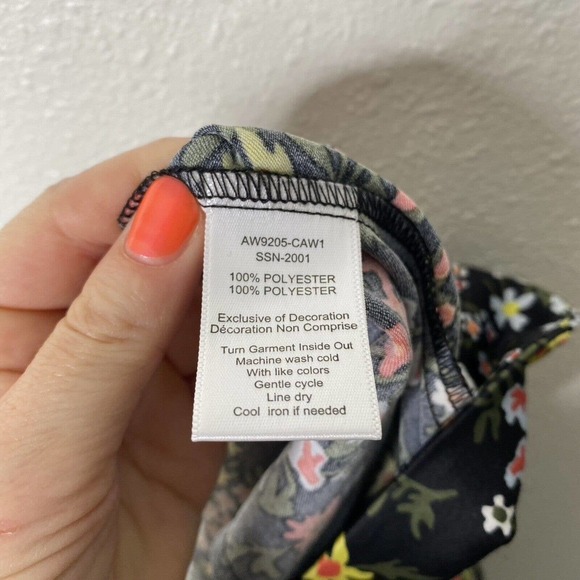 AW9205-CAW1
SSN-2001
100% POLYESTER
100% POLYESTER
Exclusive of Decoration
Décoration Non Comprise
Turn Garment Inside Out
Machine wash cold
With like colors
Gentle cycle
Line dry
Cool iron if needed